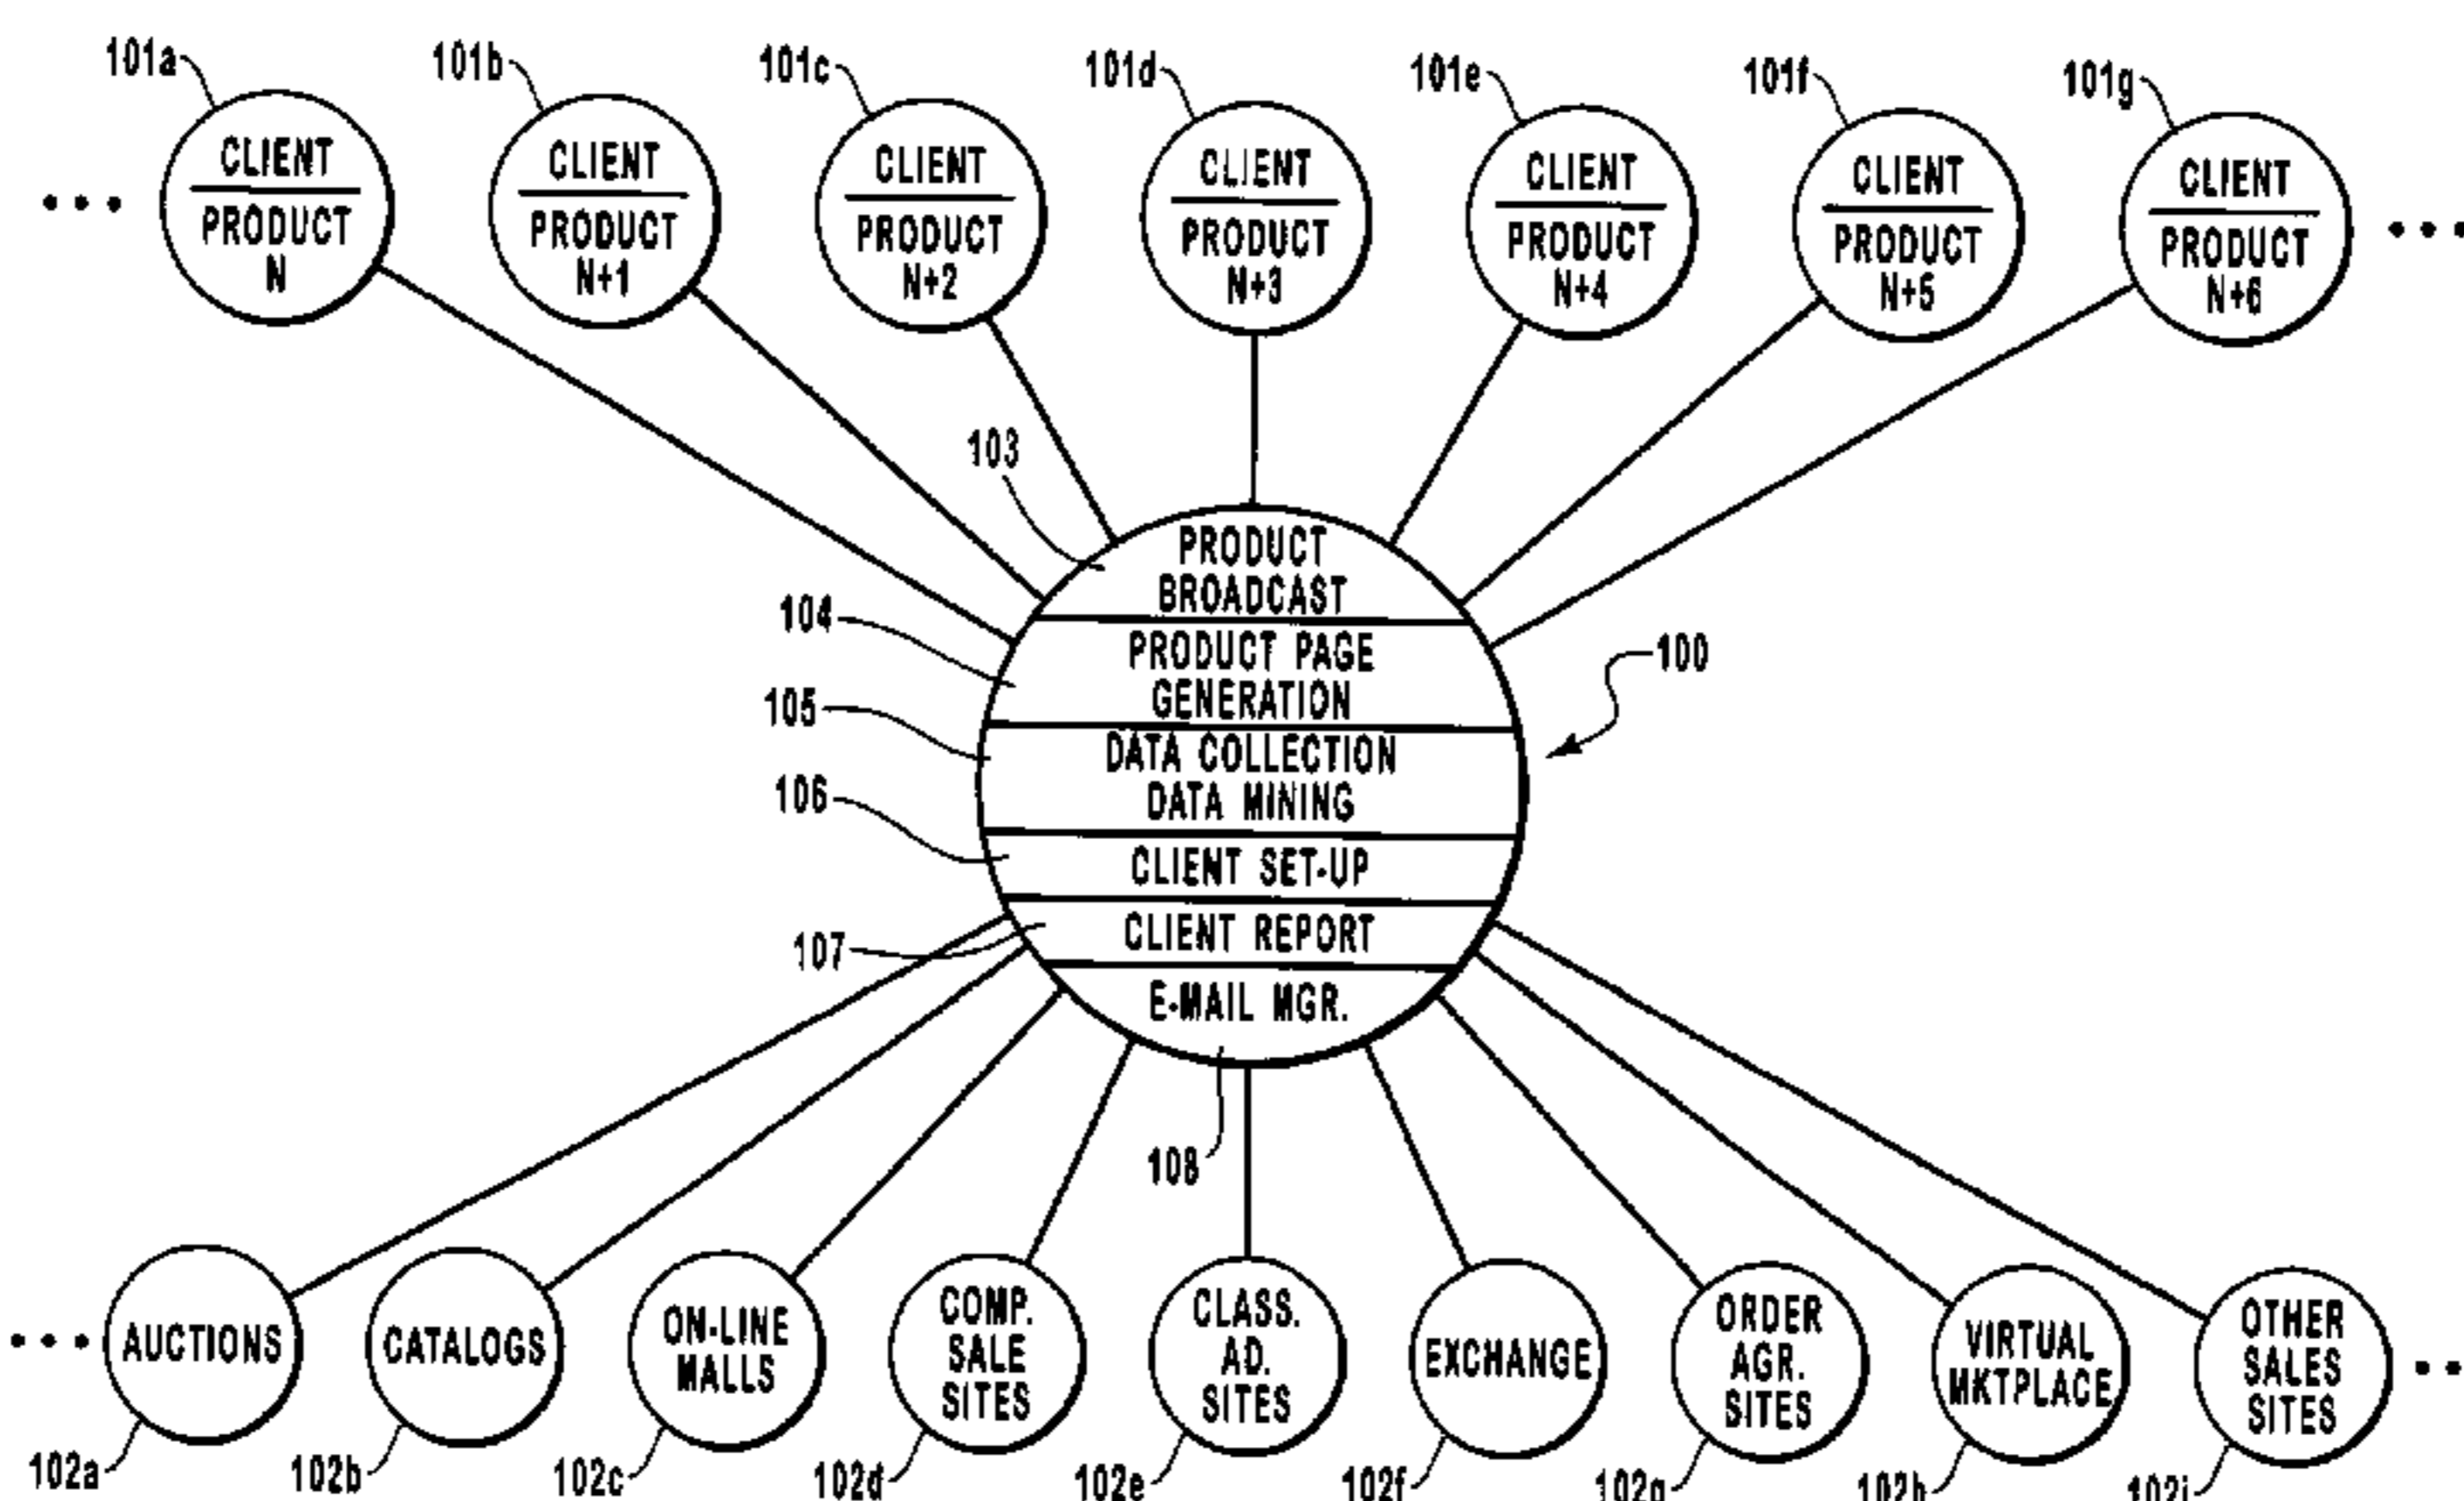 101a 101b 101c 101d 101e 101f 101g
CLIENT CLIENT CLIENT CLIENT CLIENT CLIENT CLIENT
PRODUCT PRODUCT PRODUCT PRODUCT PRODUCT PRODUCT PRODUCT
N N+1 N+2 N+3 N+4 N+5 N+6
103
PRODUCT
BROADCAST
104
PRODUCT PAGE
GENERATION
100
105
DATA COLLECTION
DATA MINING
106
CLIENT SET-UP
107
CLIENT REPORT
E-MAIL MGR.
108
AUCTIONS
CATALOGS
ON-LINE
MALLS
COMP.
SALE
SITES
CLASS.
AD.
SITES
EXCHANGE
ORDER
AGR.
SITES
VIRTUAL
MKTPLACE
OTHER
SALES
SITES
102a 102b 102c 102d 102e 102f 102g 102h 102i